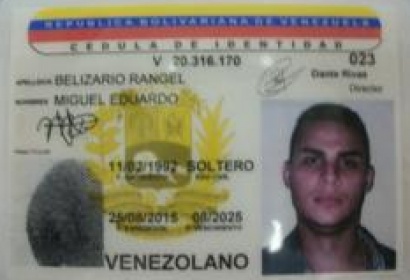 REPUBLICA BOLIVARIANA DE VENEZUELA
CEDULA DE IDENTIDAD
V 20.316.170 023
APELLIDOS BELIZARIO RANGEL
Dante Rivas
Director
NOMBRES MIGUEL EDUARDO
11/02/1992 SOLTERO
25/08/2015 08/2025
VENEZOLANO